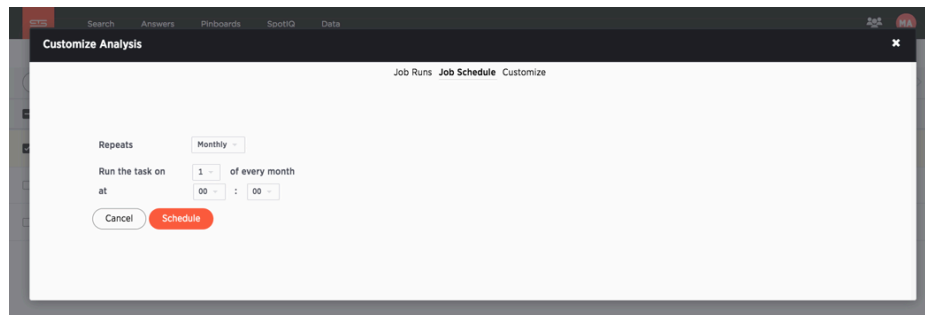 Search Answers Pinboards SpotIQ Data MA
Customize Analysis
Job Runs Job Schedule Customize
Repeats Monthly
Run the task on 1 of every month
at 00 : 00
Cancel Schedule